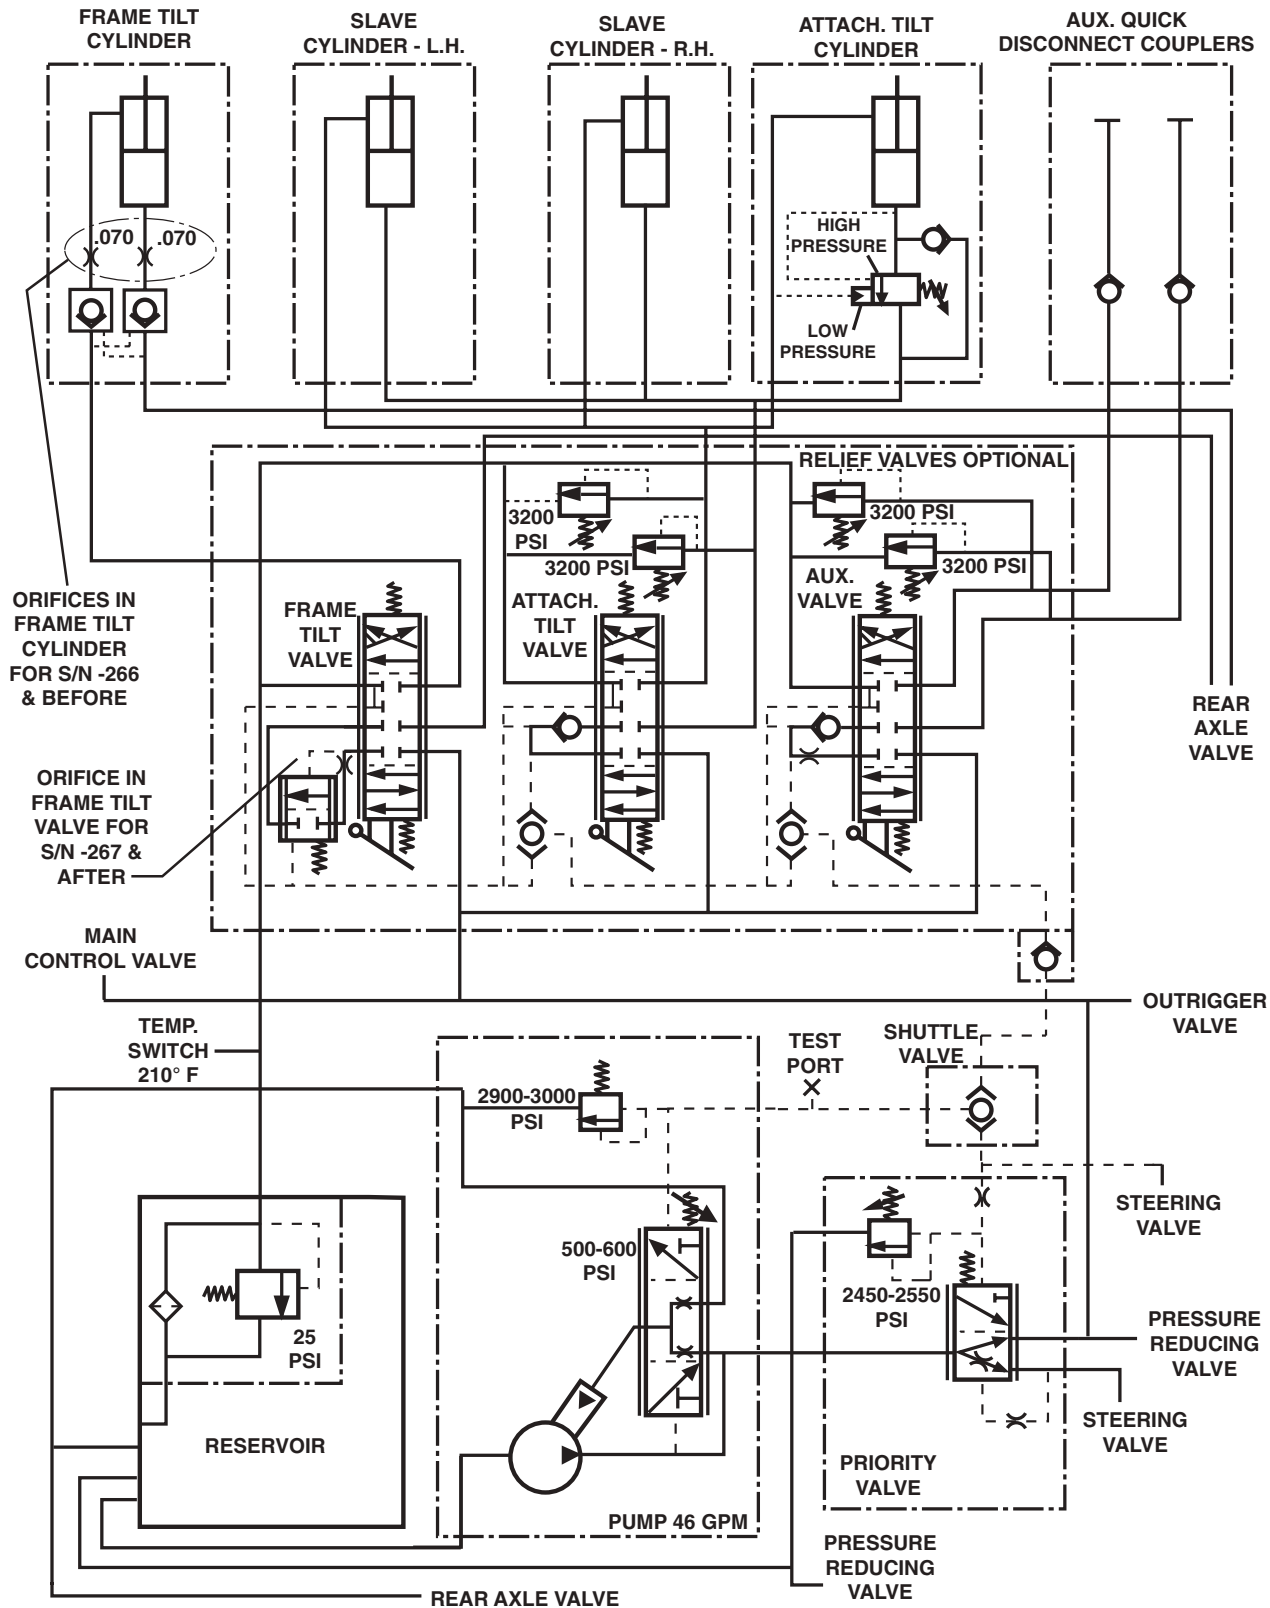 FRAME TILT
CYLINDER
SLAVE
CYLINDER - L.H.
SLAVE
CYLINDER - R.H.
ATTACH. TILT
CYLINDER
AUX. QUICK
DISCONNECT COUPLERS
.070
.070
HIGH
PRESSURE
LOW
PRESSURE
RELIEF VALVES OPTIONAL
3200
PSI
3200 PSI
3200 PSI
3200 PSI
ORIFICES IN
FRAME TILT
CYLINDER
FOR S/N -266
& BEFORE
FRAME
TILT
VALVE
ATTACH.
TILT
VALVE
AUX.
VALVE
REAR
AXLE
VALVE
ORIFICE IN
FRAME TILT
VALVE FOR
S/N -267 &
AFTER
MAIN
CONTROL VALVE
OUTRIGGER
VALVE
TEMP.
SWITCH
210° F
TEST
PORT
SHUTTLE
VALVE
2900-3000
PSI
STEERING
VALVE
500-600
PSI
2450-2550
PSI
25
PSI
PRESSURE
REDUCING
VALVE
STEERING
VALVE
RESERVOIR
PRIORITY
VALVE
PUMP 46 GPM
PRESSURE
REDUCING
VALVE
REAR AXLE VALVE